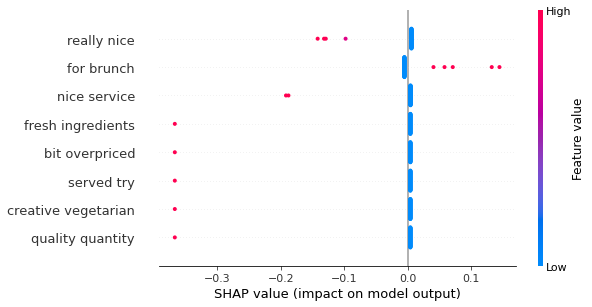 High
really nice
for brunch
nice service
fresh ingredients
bit overpriced
served try
creative vegetarian
quality quantity
Feature value
Low
−0.3 −0.2 −0.1 0.0 0.1
SHAP value (impact on model output)